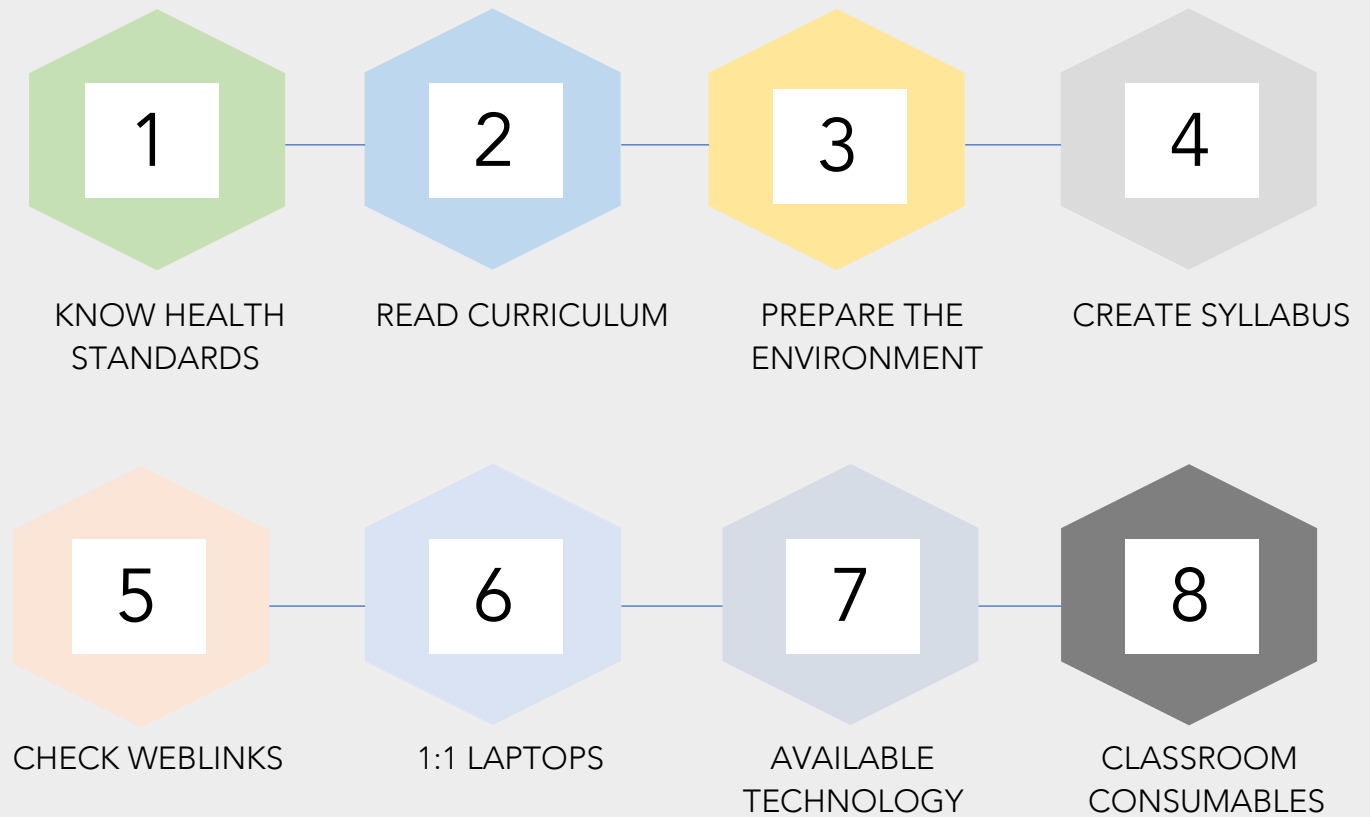 1
2
3
4
KNOW HEALTH
STANDARDS
READ CURRICULUM
PREPARE THE
ENVIRONMENT
CREATE SYLLABUS
5
6
7
8
CHECK WEBLINKS
1:1 LAPTOPS
AVAILABLE
TECHNOLOGY
CLASSROOM
CONSUMABLES